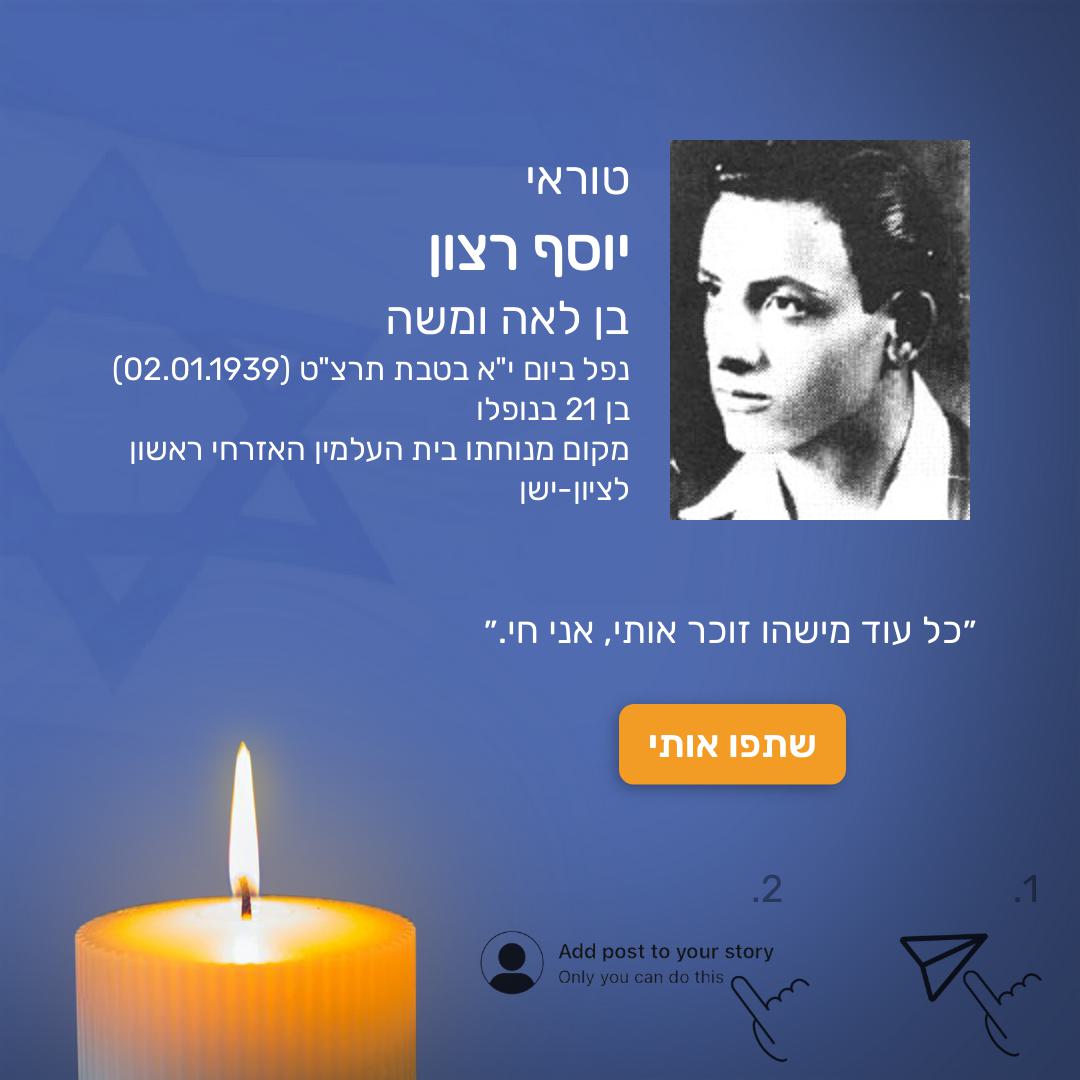 טוראי
יוסף רצון
בן לאה ומשה
נפל ביום י"א בטבת תרצ"ט (02.01.1939)
בן 21 בנופלו
מקום מנוחתו בית העלמין האזרחי ראשון
לציון-ישן
״כל עוד מישהו זוכר אותי, אני חי.״
שתפו אותי
1.
2.
Add post to your story
Only you can do this